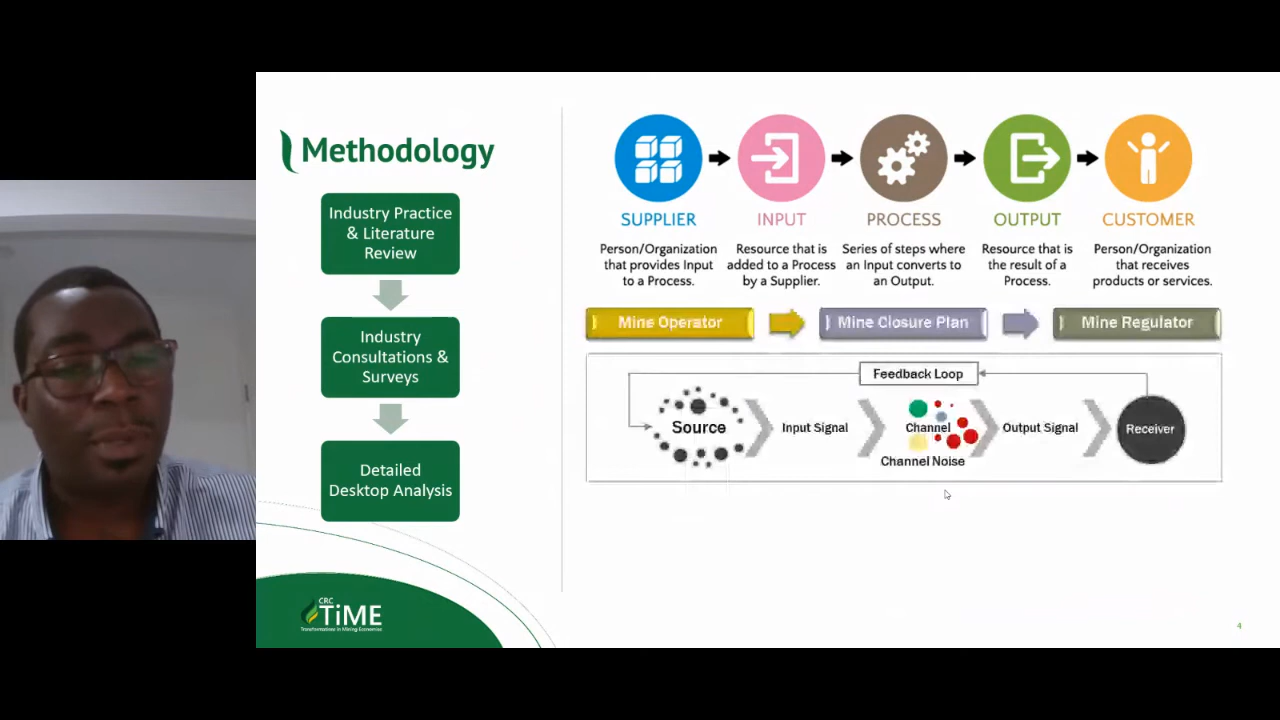 Methodology
Industry Practice
& Literature
Review
Industry
Consultations &
Surveys
Detailed
Desktop Analysis
CRC
TiME
Transformations in Mining Economies
SUPPLIER
INPUT
PROCESS
OUTPUT
CUSTOMER
Person/Organization
that provides Input
to a Process.
Resource that is
added to a Process
by a Supplier.
Series of steps where
an Input converts to
an Output.
Resource that is
the result of a
Process.
Person/Organization
that receives
products or services.
Mine Operator
Mine Closure Plan
Mine Regulator
Feedback Loop
Source
Input Signal
Channel
Channel Noise
Output Signal
Receiver
4